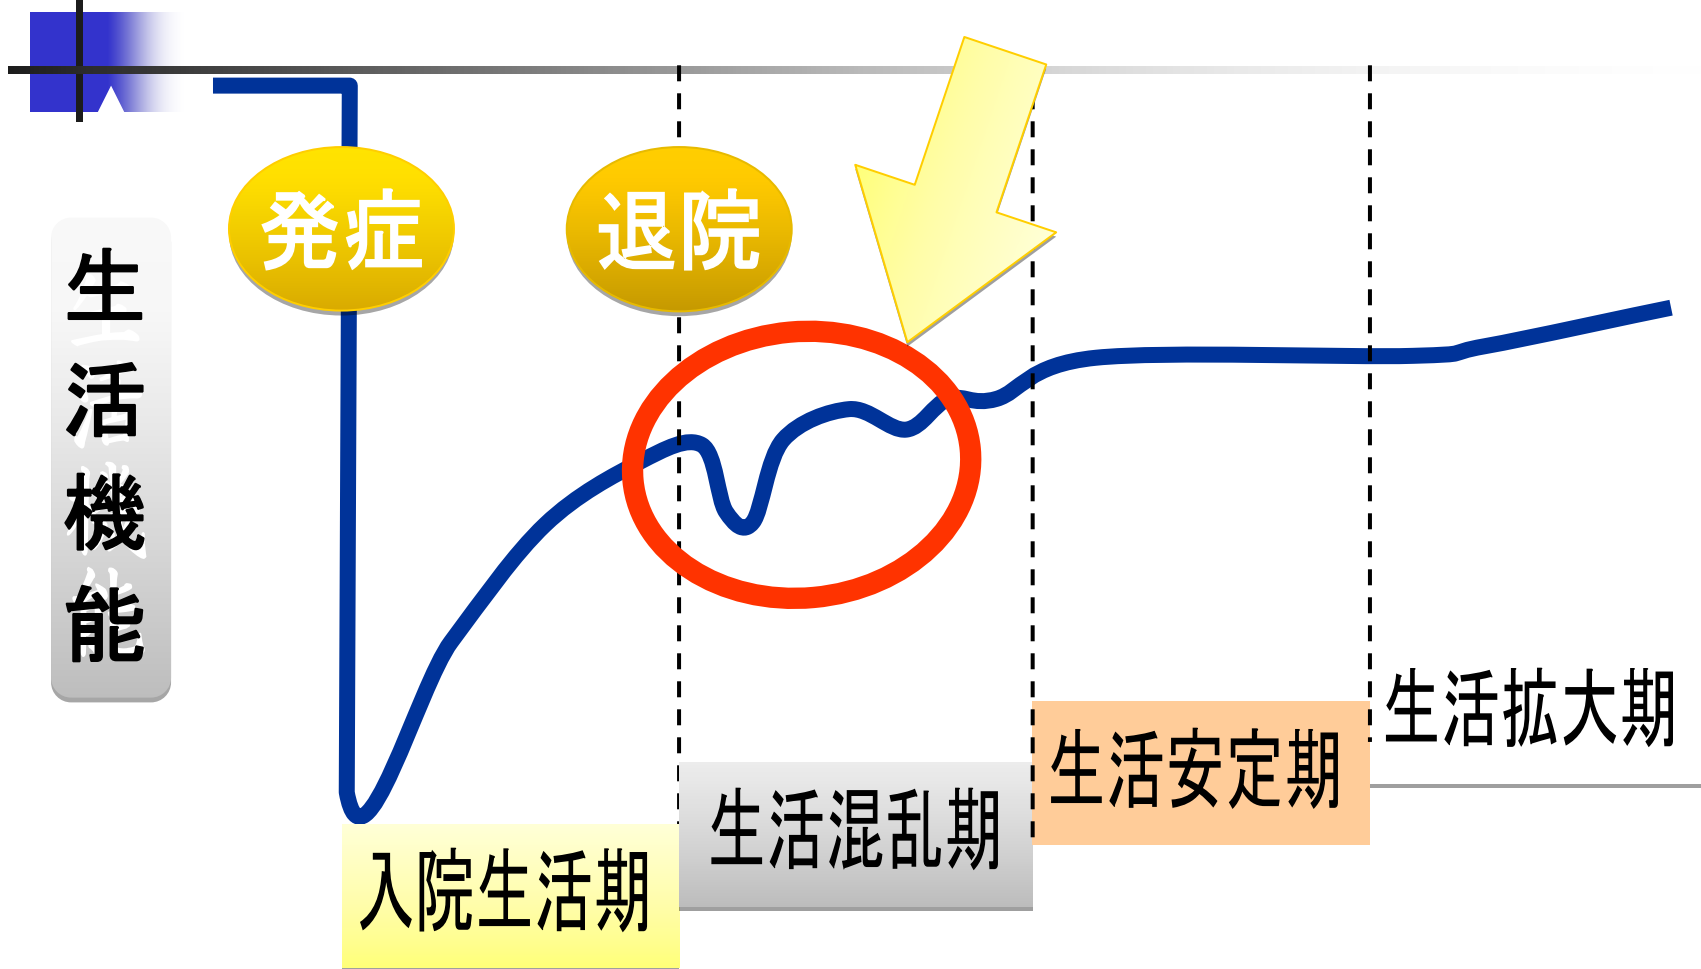 発症
退院
生活機能
入院生活期
生活混乱期
生活安定期
生活拡大期